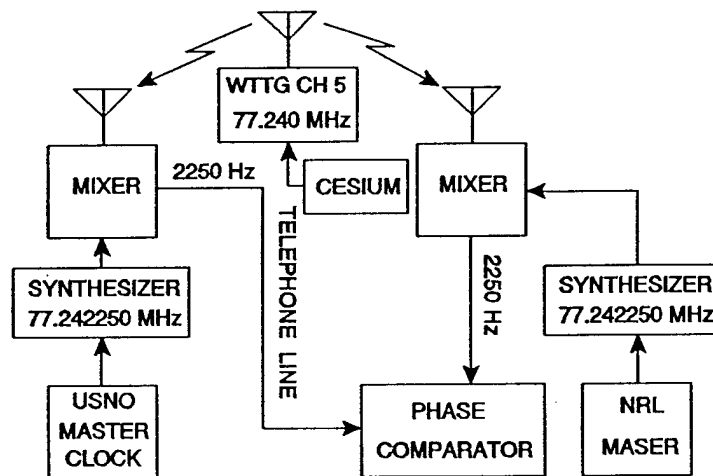 WTTG CH 5
77.240 MHz
MIXER
2250 Hz
CESIUM
MIXER
TELEPHONE LINE
2250 Hz
SYNTHESIZER
77.242250 MHz
SYNTHESIZER
77.242250 MHz
USNO
MASTER
CLOCK
PHASE
COMPARATOR
NRL
MASER